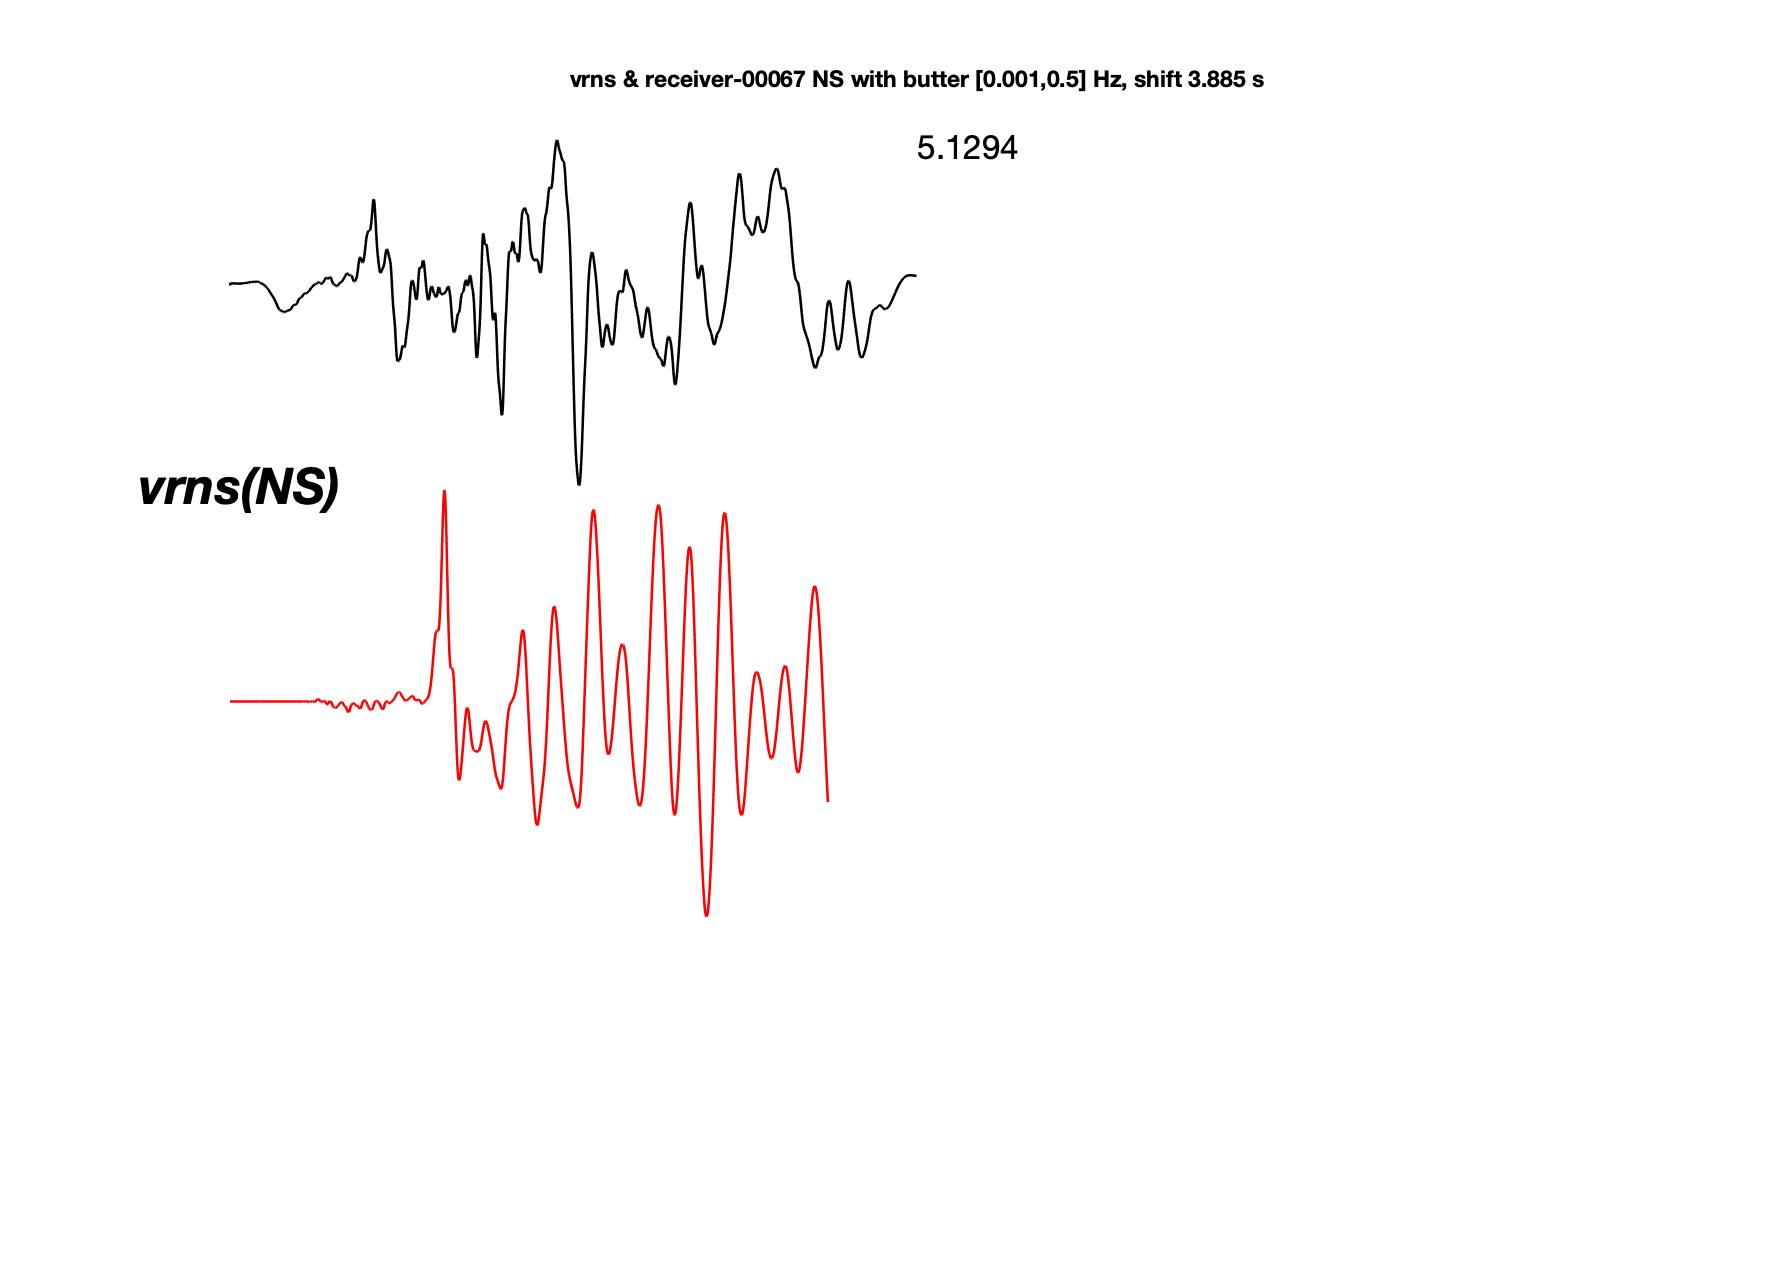 vrns & receiver-00067 NS with butter [0.001,0.5] Hz, shift 3.885 s
5.1294
vrns(NS)